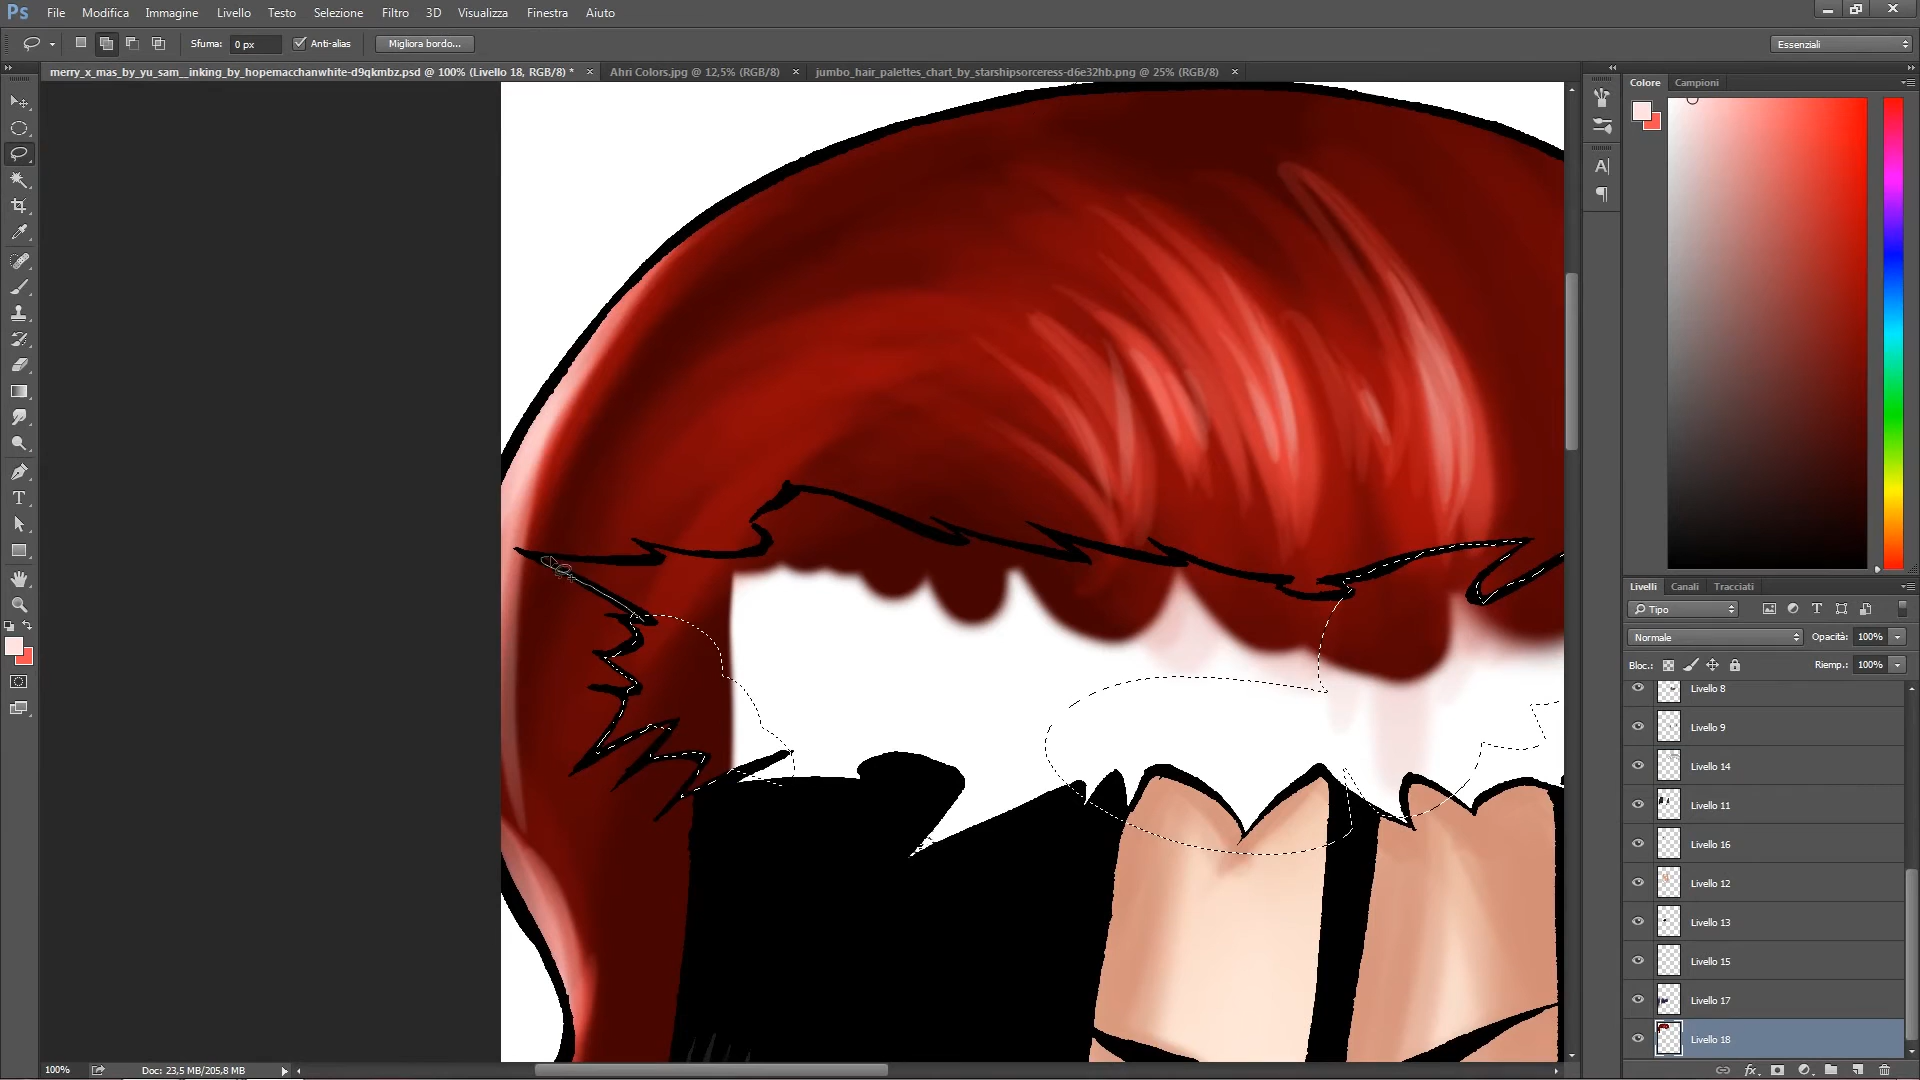 Ps File Modifica Immagine Livello Testo Selezione Filtro 3D Visualizza Finestra Aiuto
Sfuma: 0 px Anti-alias Migliora bordo... Essenziali
merry_x_mas_by_yu_sam__inking_by_hopemacchanwhite-d9qkmbz.psd @ 100% (Livello 18, RGB/8) * × Ahri Colors.jpg @ 12,5% (RGB/8) × jumbo_hair_palettes_chart_by_starshipsorceress-d6e32hb.png @ 25% (RGB/8) ×
Colore Campioni
Livelli Canali Tracciati
Tipo
Normale Opacità: 100%
Bloc.: Riemp.: 100%
Livello 8
Livello 9
Livello 14
Livello 11
Livello 16
Livello 12
Livello 13
Livello 15
Livello 17
Livello 18
100% Doc: 23,5 MB/205,8 MB